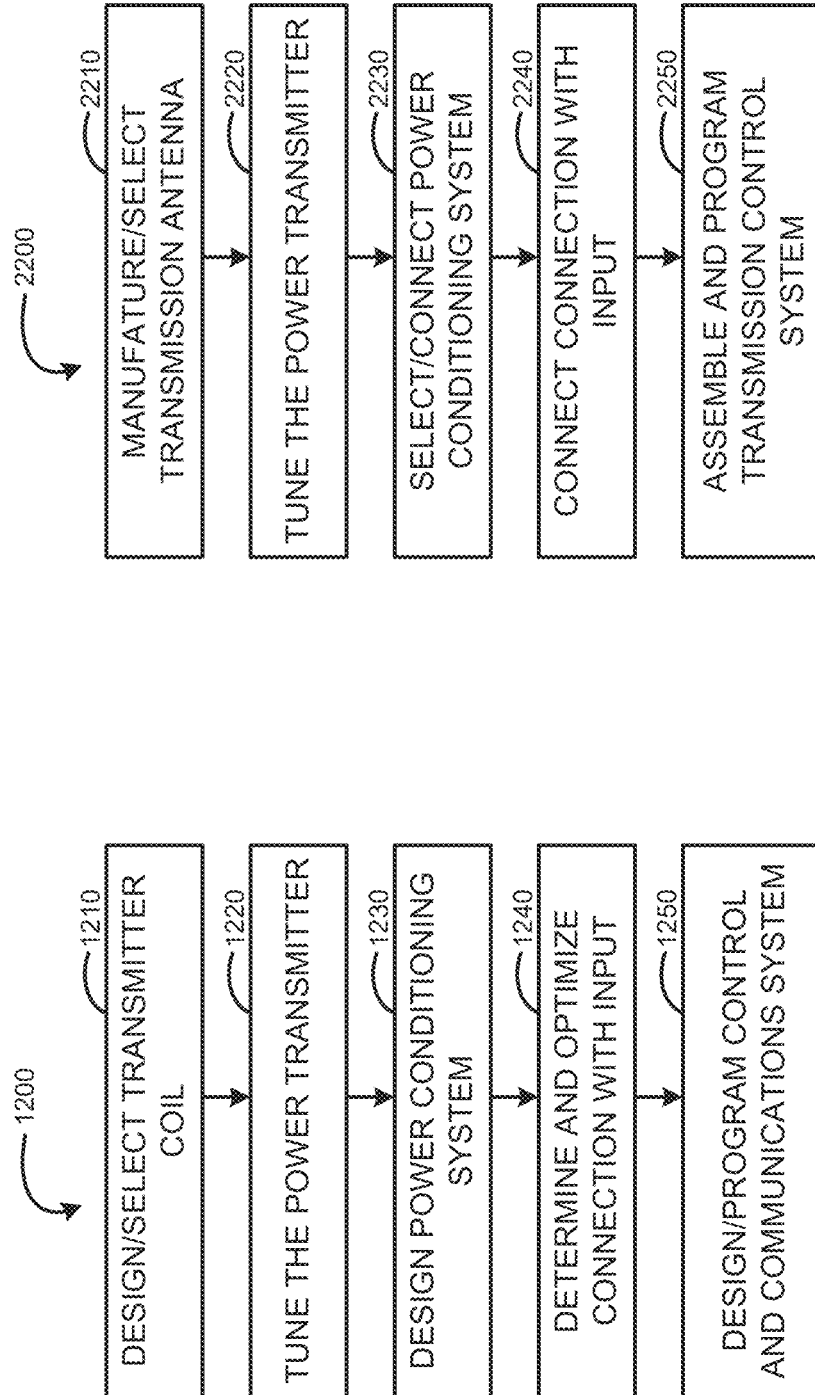 1200
DESIGN/SELECT TRANSMITTER
COIL
1210
TUNE THE POWER TRANSMITTER
1220
DESIGN POWER CONDITIONING
SYSTEM
1230
DETERMINE AND OPTIMIZE
CONNECTION WITH INPUT
1240
DESIGN/PROGRAM CONTROL
AND COMMUNICATIONS SYSTEM
1250
2200
MANUFATURE/SELECT
TRANSMISSION ANTENNA
2210
TUNE THE POWER TRANSMITTER
2220
SELECT/CONNECT POWER
CONDITIONING SYSTEM
2230
CONNECT CONNECTION WITH
INPUT
2240
ASSEMBLE AND PROGRAM
TRANSMISSION CONTROL
SYSTEM
2250